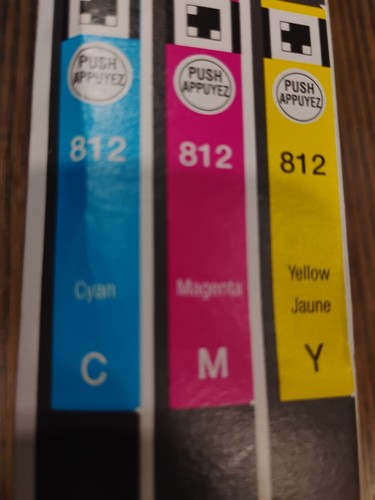 PUSH
APPUYEZ
812
Cyan
C
PUSH
APPUYEZ
812
Magenta
M
PUSH
APPUYEZ
812
Yellow
Jaune
Y